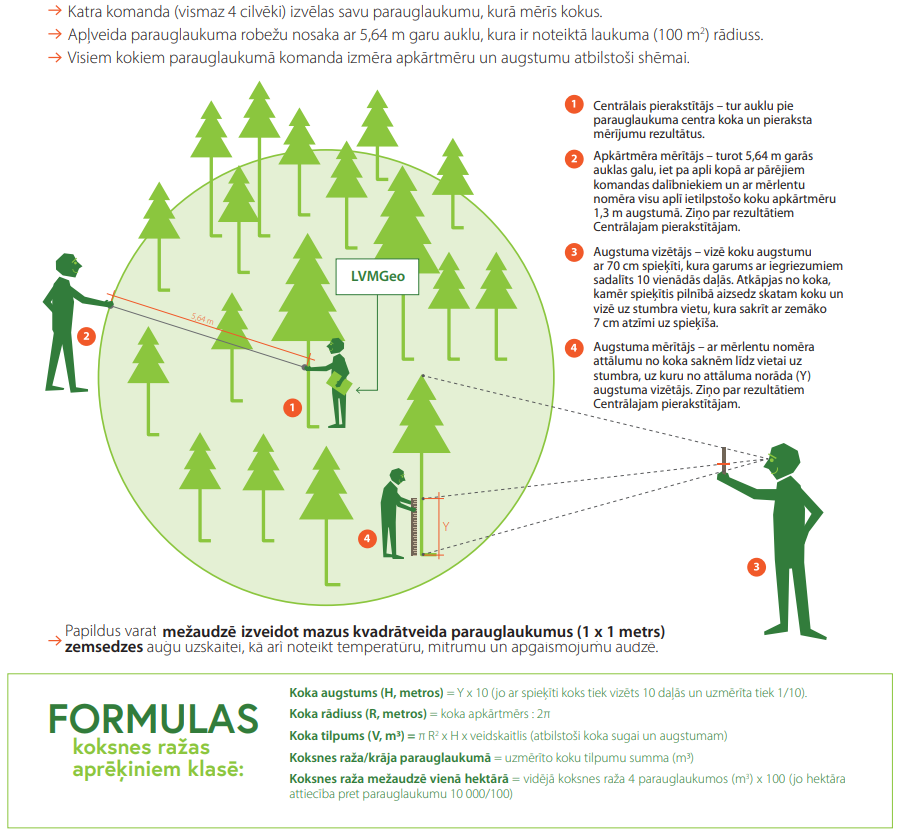 → Katra komanda (vismaz 4 cilvēki) izvēlas savu parauglaukumu, kurā mērīs kokus.
→ Apļveida parauglaukuma robežu nosaka ar 5,64 m garu auklu, kura ir noteiktā laukuma (100 m²) rādiuss.
→ Visiem kokiem parauglaukumā komanda izmēra apkārtmēru un augstumu atbilstoši shēmai.
1 Centrālais pierakstītājs – tur auklu pie
parauglaukuma centra koka un pieraksta
mērījumu rezultātus.
2 Apkārtmēra mērītājs – turot 5,64 m garās
auklas galu, iet pa apli kopā ar pārējiem
komandas dalībniekiem un ar mērlentu
nomēra visu aplī ietilpstošo koku apkārtmēru
1,3 m augstumā. Ziņo par rezultātiem
Centrālajam pierakstītājam.
3 Augstuma vizētājs – vizē koku augstumu
ar 70 cm spieķīti, kura garums ar iegriezumiem
sadalīts 10 vienādās daļās. Atkāpjas no koka,
kamēr spieķītis pilnībā aizsedz skatam koku un
vizē uz stumbra vietu, kura sakrīt ar zemāko
7 cm atzīmi uz spieķīša.
4 Augstuma mērītājs – ar mērlentu nomēra
attālumu no koka saknēm līdz vietai uz
stumbra, uz kuru no attāluma norāda (Y)
augstuma vizētājs. Ziņo par rezultātiem
Centrālajam pierakstītājam.
LVMGeo
5,64 m
2
1
4
Y
3
→ Papildus varat mežaudzē izveidot mazus kvadrātveida parauglaukumus (1 x 1 metrs)
zemsedzes augu uzskaitei, kā arī noteikt temperatūru, mitrumu un apgaismojumu audzē.
FORMULAS
koksnes ražas
aprēķiniem klasē:
Koka augstums (H, metros) = Y x 10 (jo ar spieķīti koks tiek vizēts 10 daļās un uzmērīta tiek 1/10).
Koka rādiuss (R, metros) = koka apkārtmērs : 2π
Koka tilpums (V, m³) = π R² x H x veidskaitlis (atbilstoši koka sugai un augstumam)
Koksnes raža/krāja parauglaukumā = uzmērīto koku tilpumu summa (m³)
Koksnes raža mežaudzē vienā hektārā = vidējā koksnes raža 4 parauglaukumos (m³) x 100 (jo hektāra
attiecība pret parauglaukumu 10 000/100)